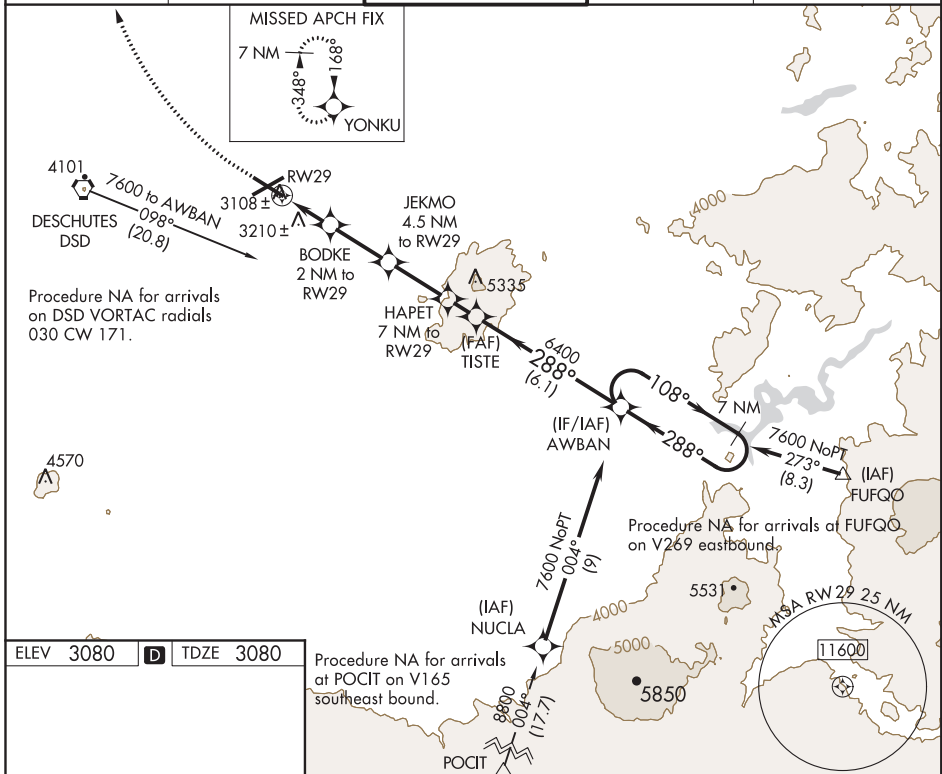 MISSED APCH FIX
7 NM
348°
168°
YONKU
4101
DESCHUTES
DSD
7600 to AWBAN
098°
(20.8)
RW29
3108 ±
3210 ±
BODKE
2 NM to
RW29
JEKMO
4.5 NM
to RW29
5335
HAPET
7 NM to
RW29
(FAF)
TISTE
4000
Procedure NA for arrivals
on DSD VORTAC radials
030 CW 171.
6400
288°
(6.1)
108°
7 NM
288°
(IF/IAF)
AWBAN
7600 NoPT
273°
(8.3)
(IAF)
FUFQO
4570
Procedure NA for arrivals at FUFQO
on V269 eastbound.
7600 NoPT
004°
(9)
5531
(IAF)
NUCLA
4000
5000
5850
MSA RW 29 25 NM
11600
ELEV 3080 D TDZE 3080
Procedure NA for arrivals
at POCIT on V165
southeast bound.
8800
004°
(17.7)
POCIT